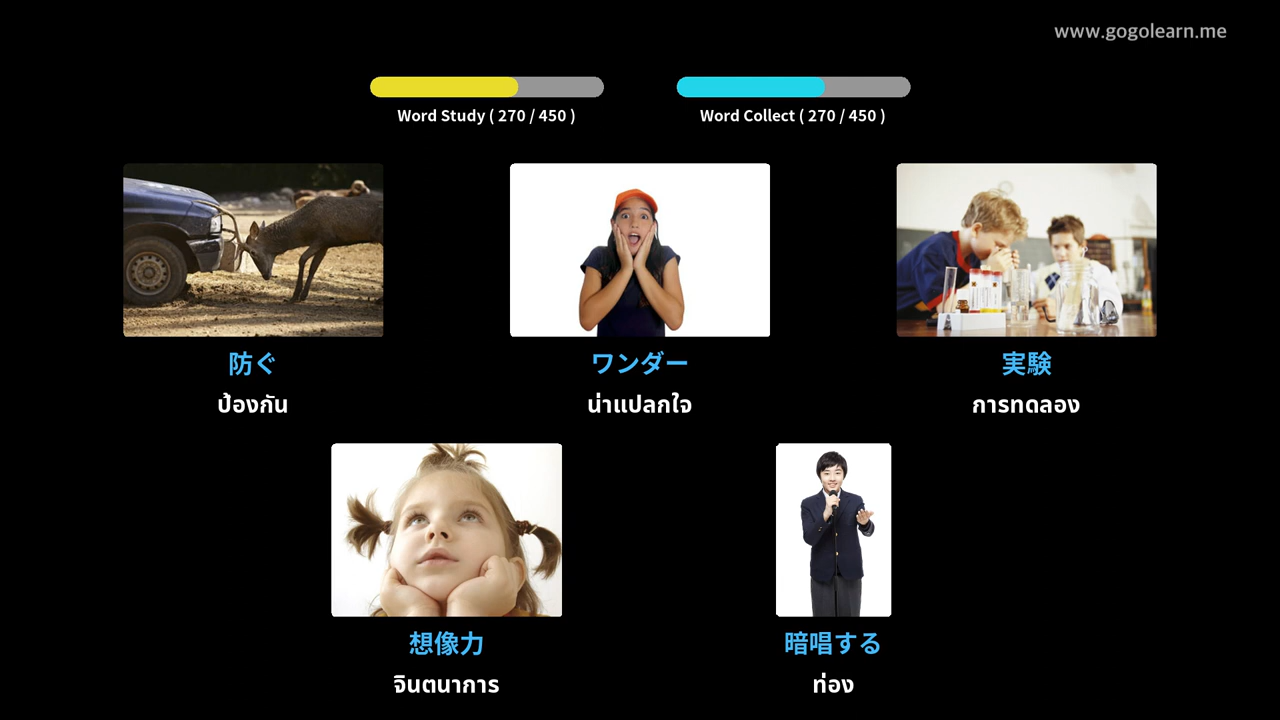 www.gogolearn.me
Word Study ( 270 / 450 )
Word Collect ( 270 / 450 )
防ぐ
ワンダー
実験
ป้องกัน
น่าแปลกใจ
การทดลอง
想像力
暗唱する
จินตนาการ
ท่อง